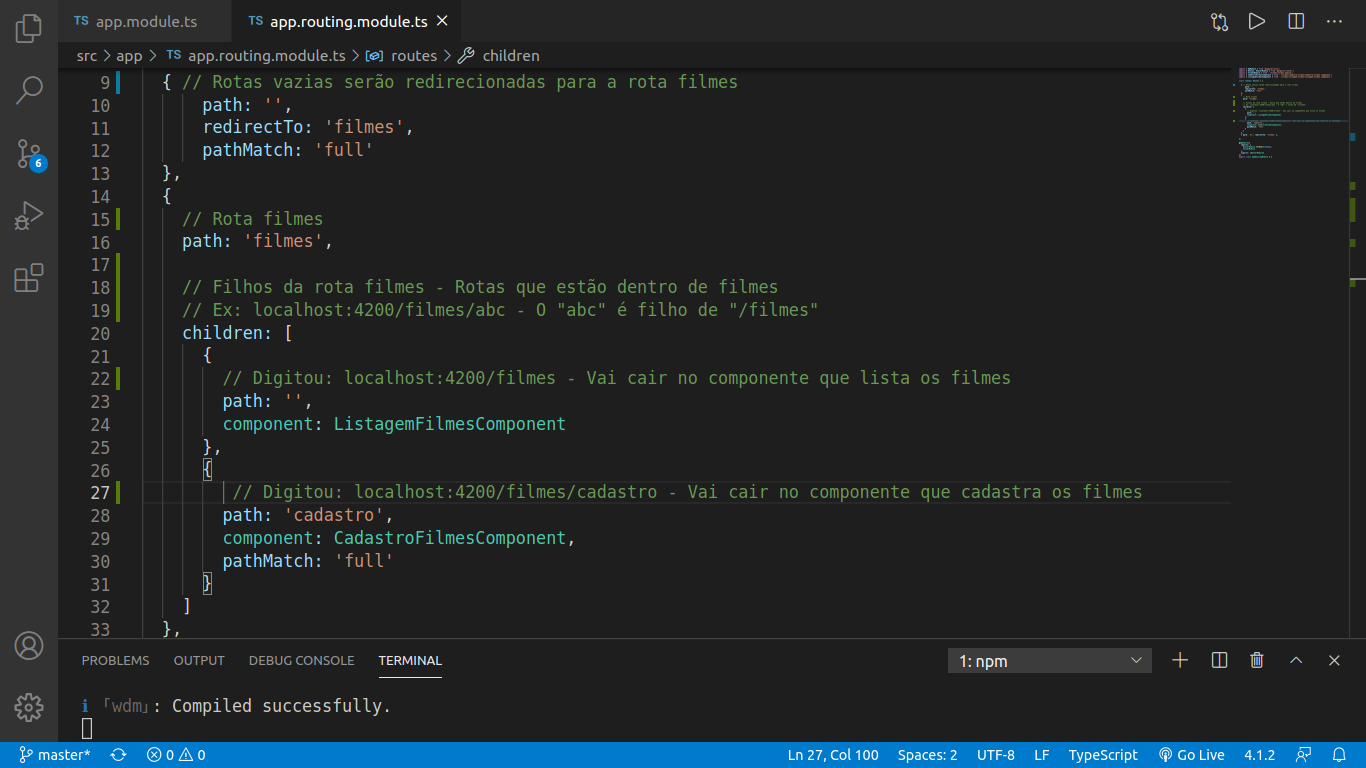 TS app.module.ts TS app.routing.module.ts
src > app > TS app.routing.module.ts > routes > children
9 { // Rotas vazias serão redirecionadas para a rota filmes
10 path: '',
11 redirectTo: 'filmes',
12 pathMatch: 'full'
13 },
14 {
15 // Rota filmes
16 path: 'filmes',
17
18 // Filhos da rota filmes - Rotas que estão dentro de filmes
19 // Ex: localhost:4200/filmes/abc - O "abc" é filho de "/filmes"
20 children: [
21 {
22 // Digitou: localhost:4200/filmes - Vai cair no componente que lista os filmes
23 path: '',
24 component: ListagemFilmesComponent
25 },
26 {
27 // Digitou: localhost:4200/filmes/cadastro - Vai cair no componente que cadastra os filmes
28 path: 'cadastro',
29 component: CadastroFilmesComponent,
30 pathMatch: 'full'
31 }
32 ]
33 },
6
PROBLEMS OUTPUT DEBUG CONSOLE TERMINAL 1: npm
i ｢wdm｣: Compiled successfully.
master* 0 0 Ln 27, Col 100 Spaces: 2 UTF-8 LF TypeScript Go Live 4.1.2